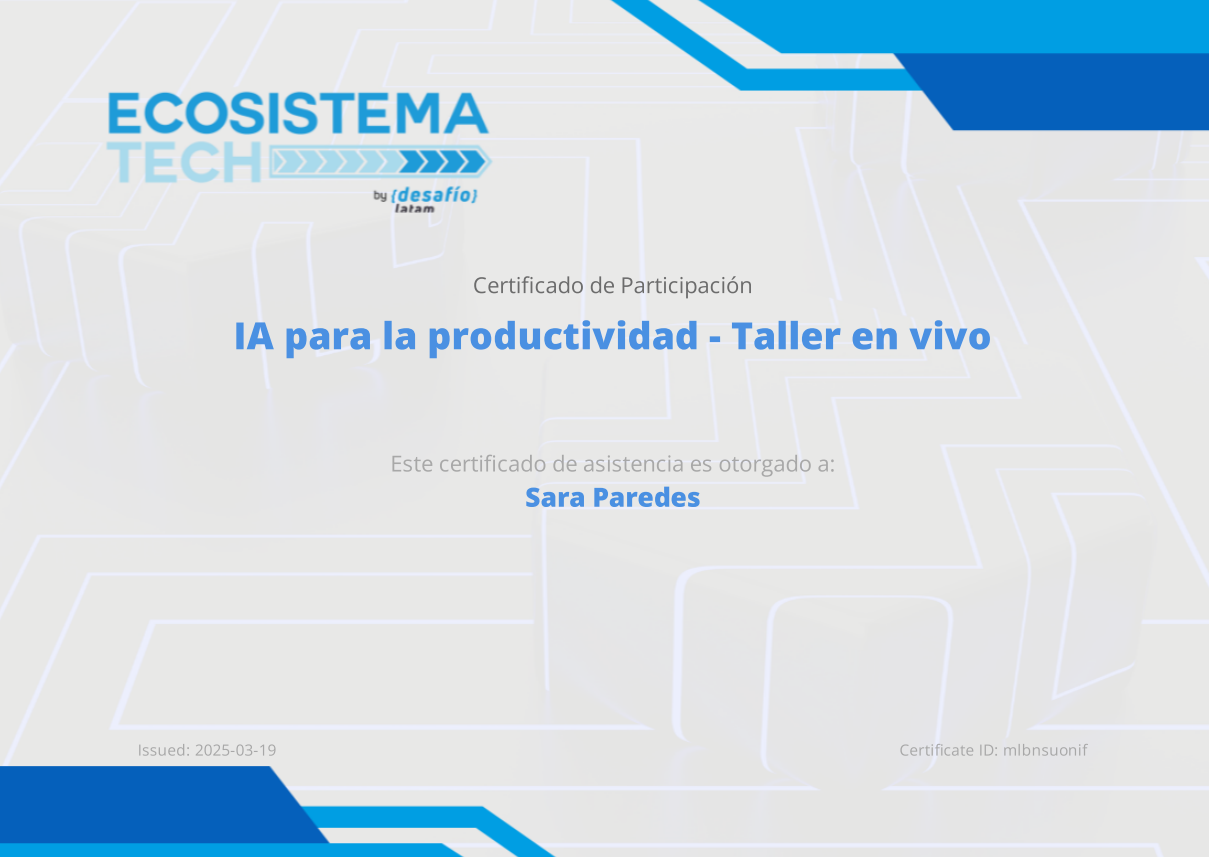 ECOSISTEMA
TECH
by {desafío}
latam
Certificado de Participación
IA para la productividad - Taller en vivo
Este certificado de asistencia es otorgado a:
Sara Paredes
Issued: 2025-03-19
Certificate ID: mlbnsuonif